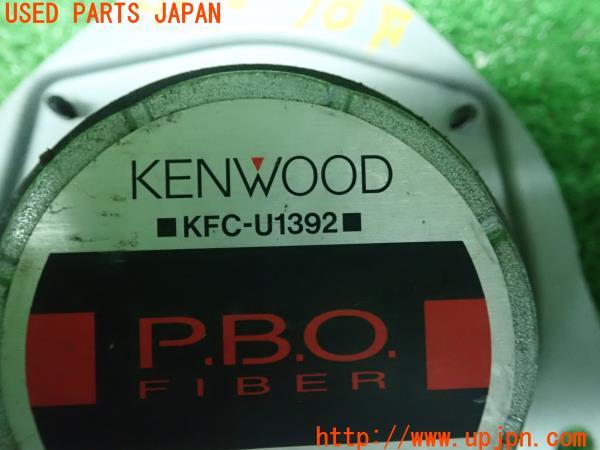 USED PARTS JAPAN
KENWOOD
■KFC-U1392■
P.B.O.
FIBER
http://www.upjpn.com